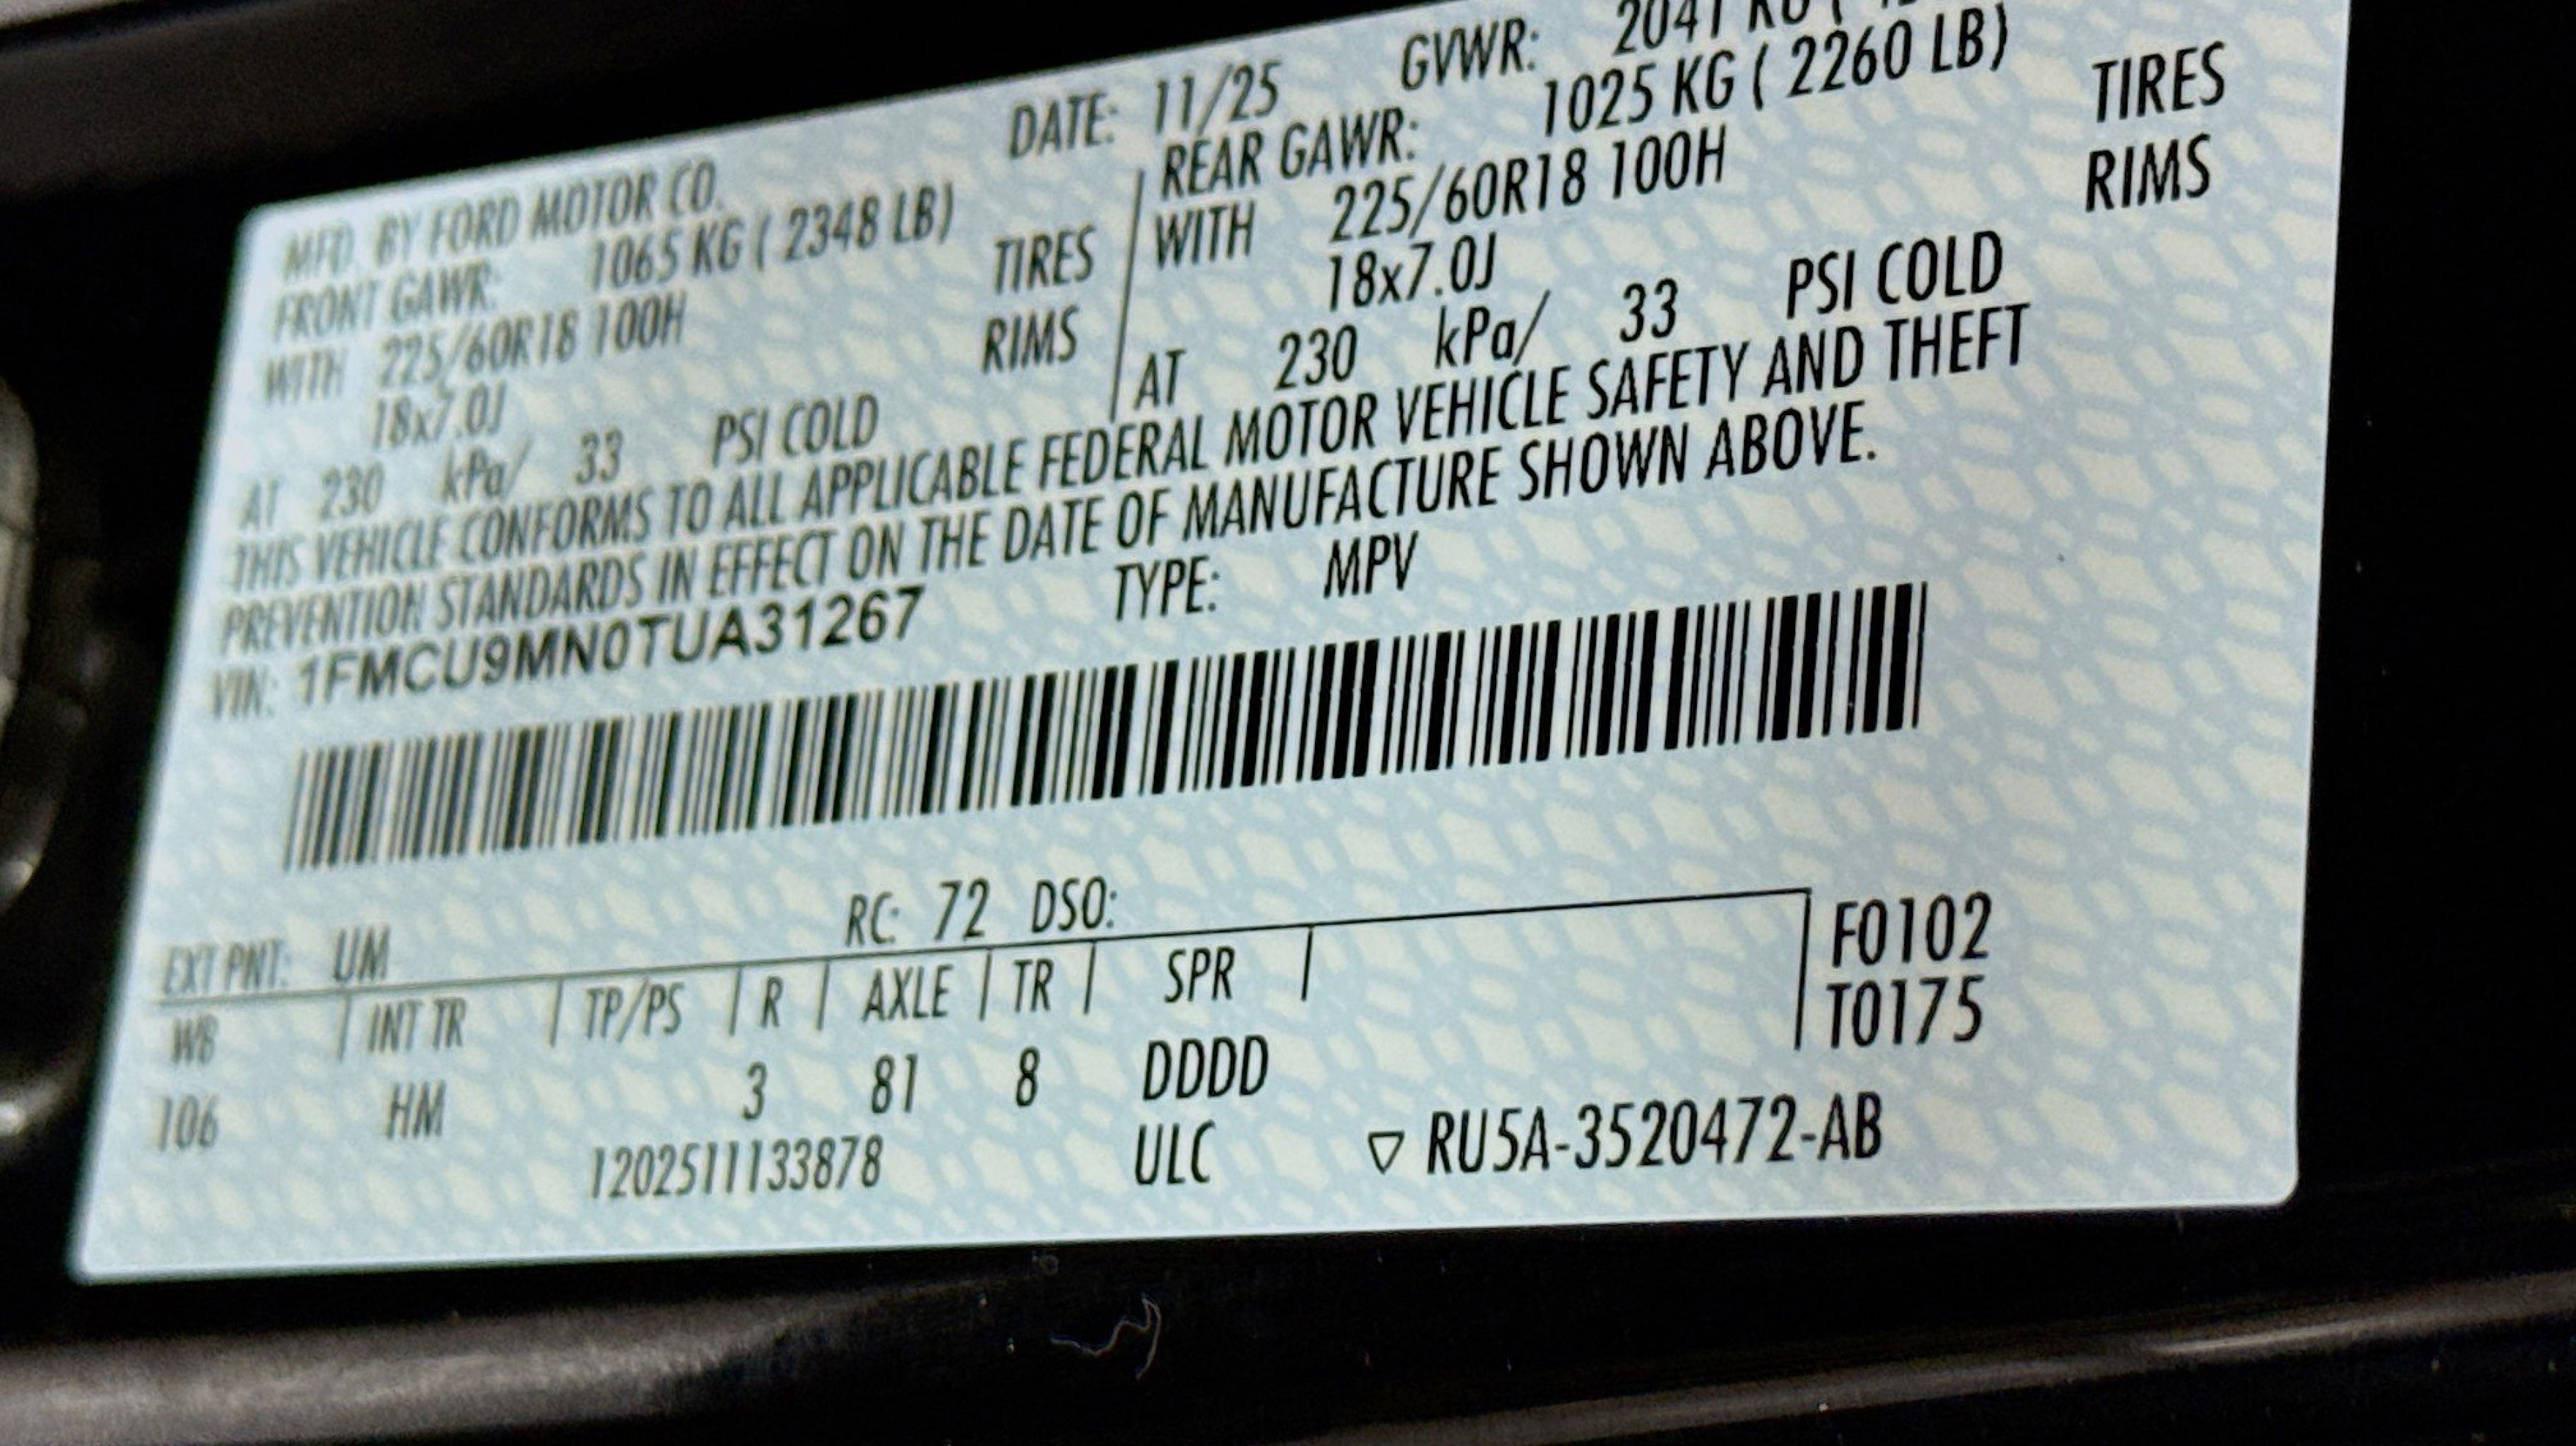 MFD. BY FORD MOTOR CO. DATE: 11/25 GVWR: 2041 KG (
FRONT GAWR: 1065 KG ( 2348 LB) REAR GAWR: 1025 KG ( 2260 LB)
WITH 225/60R18 100H TIRES WITH 225/60R18 100H TIRES
18x7.0J RIMS 18x7.0J RIMS
AT 230 kPa/ 33 PSI COLD AT 230 kPa/ 33 PSI COLD
THIS VEHICLE CONFORMS TO ALL APPLICABLE FEDERAL MOTOR VEHICLE SAFETY AND THEFT
PREVENTION STANDARDS IN EFFECT ON THE DATE OF MANUFACTURE SHOWN ABOVE.
VIN: 1FMCU9MN0TUA31267 TYPE: MPV
EXT PNT: UM RC: 72 DSO:
WB INT TR TP/PS R AXLE TR SPR F0102
T0175
106 HM 3 81 8 DDDD
1202511133878 ULC ▽ RU5A-3520472-AB